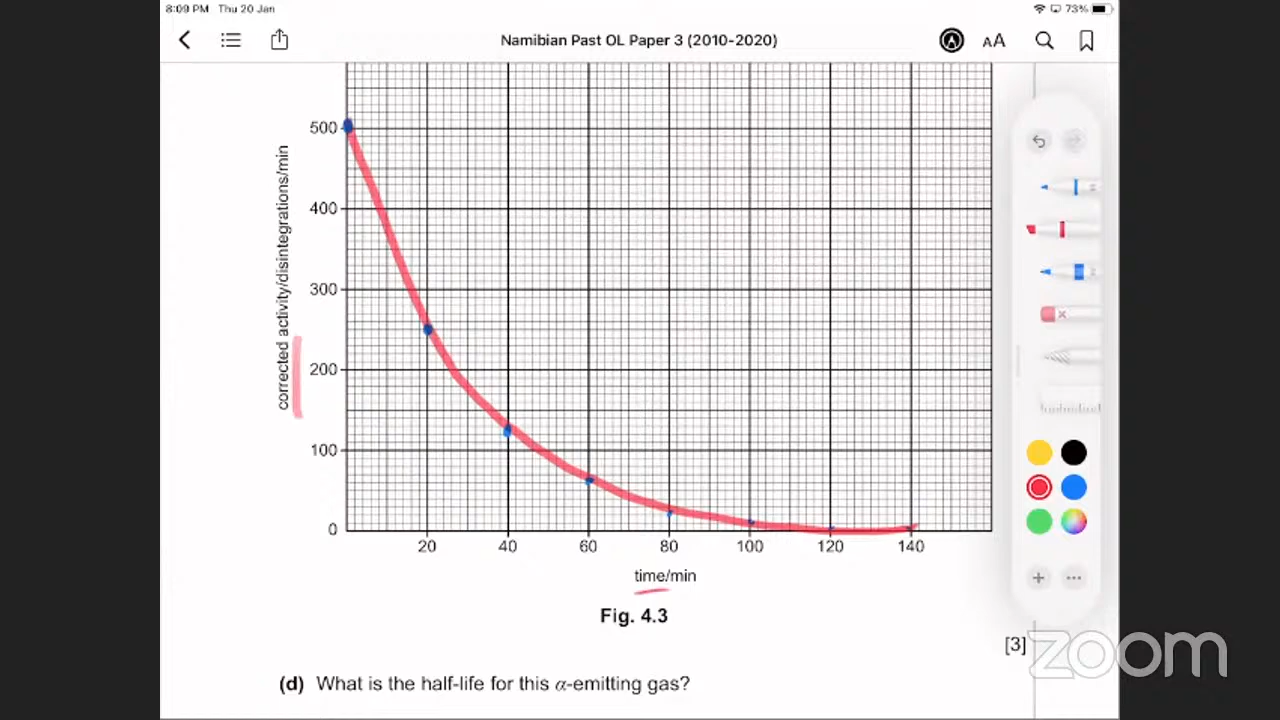 8:09 PM Thu 20 Jan 73%
Namibian Past OL Paper 3 (2010-2020) AA
500
400
300
200
100
0
corrected activity/disintegrations/min
20 40 60 80 100 120 140
time/min
Fig. 4.3
[3]
zoom
(d) What is the half-life for this α-emitting gas?